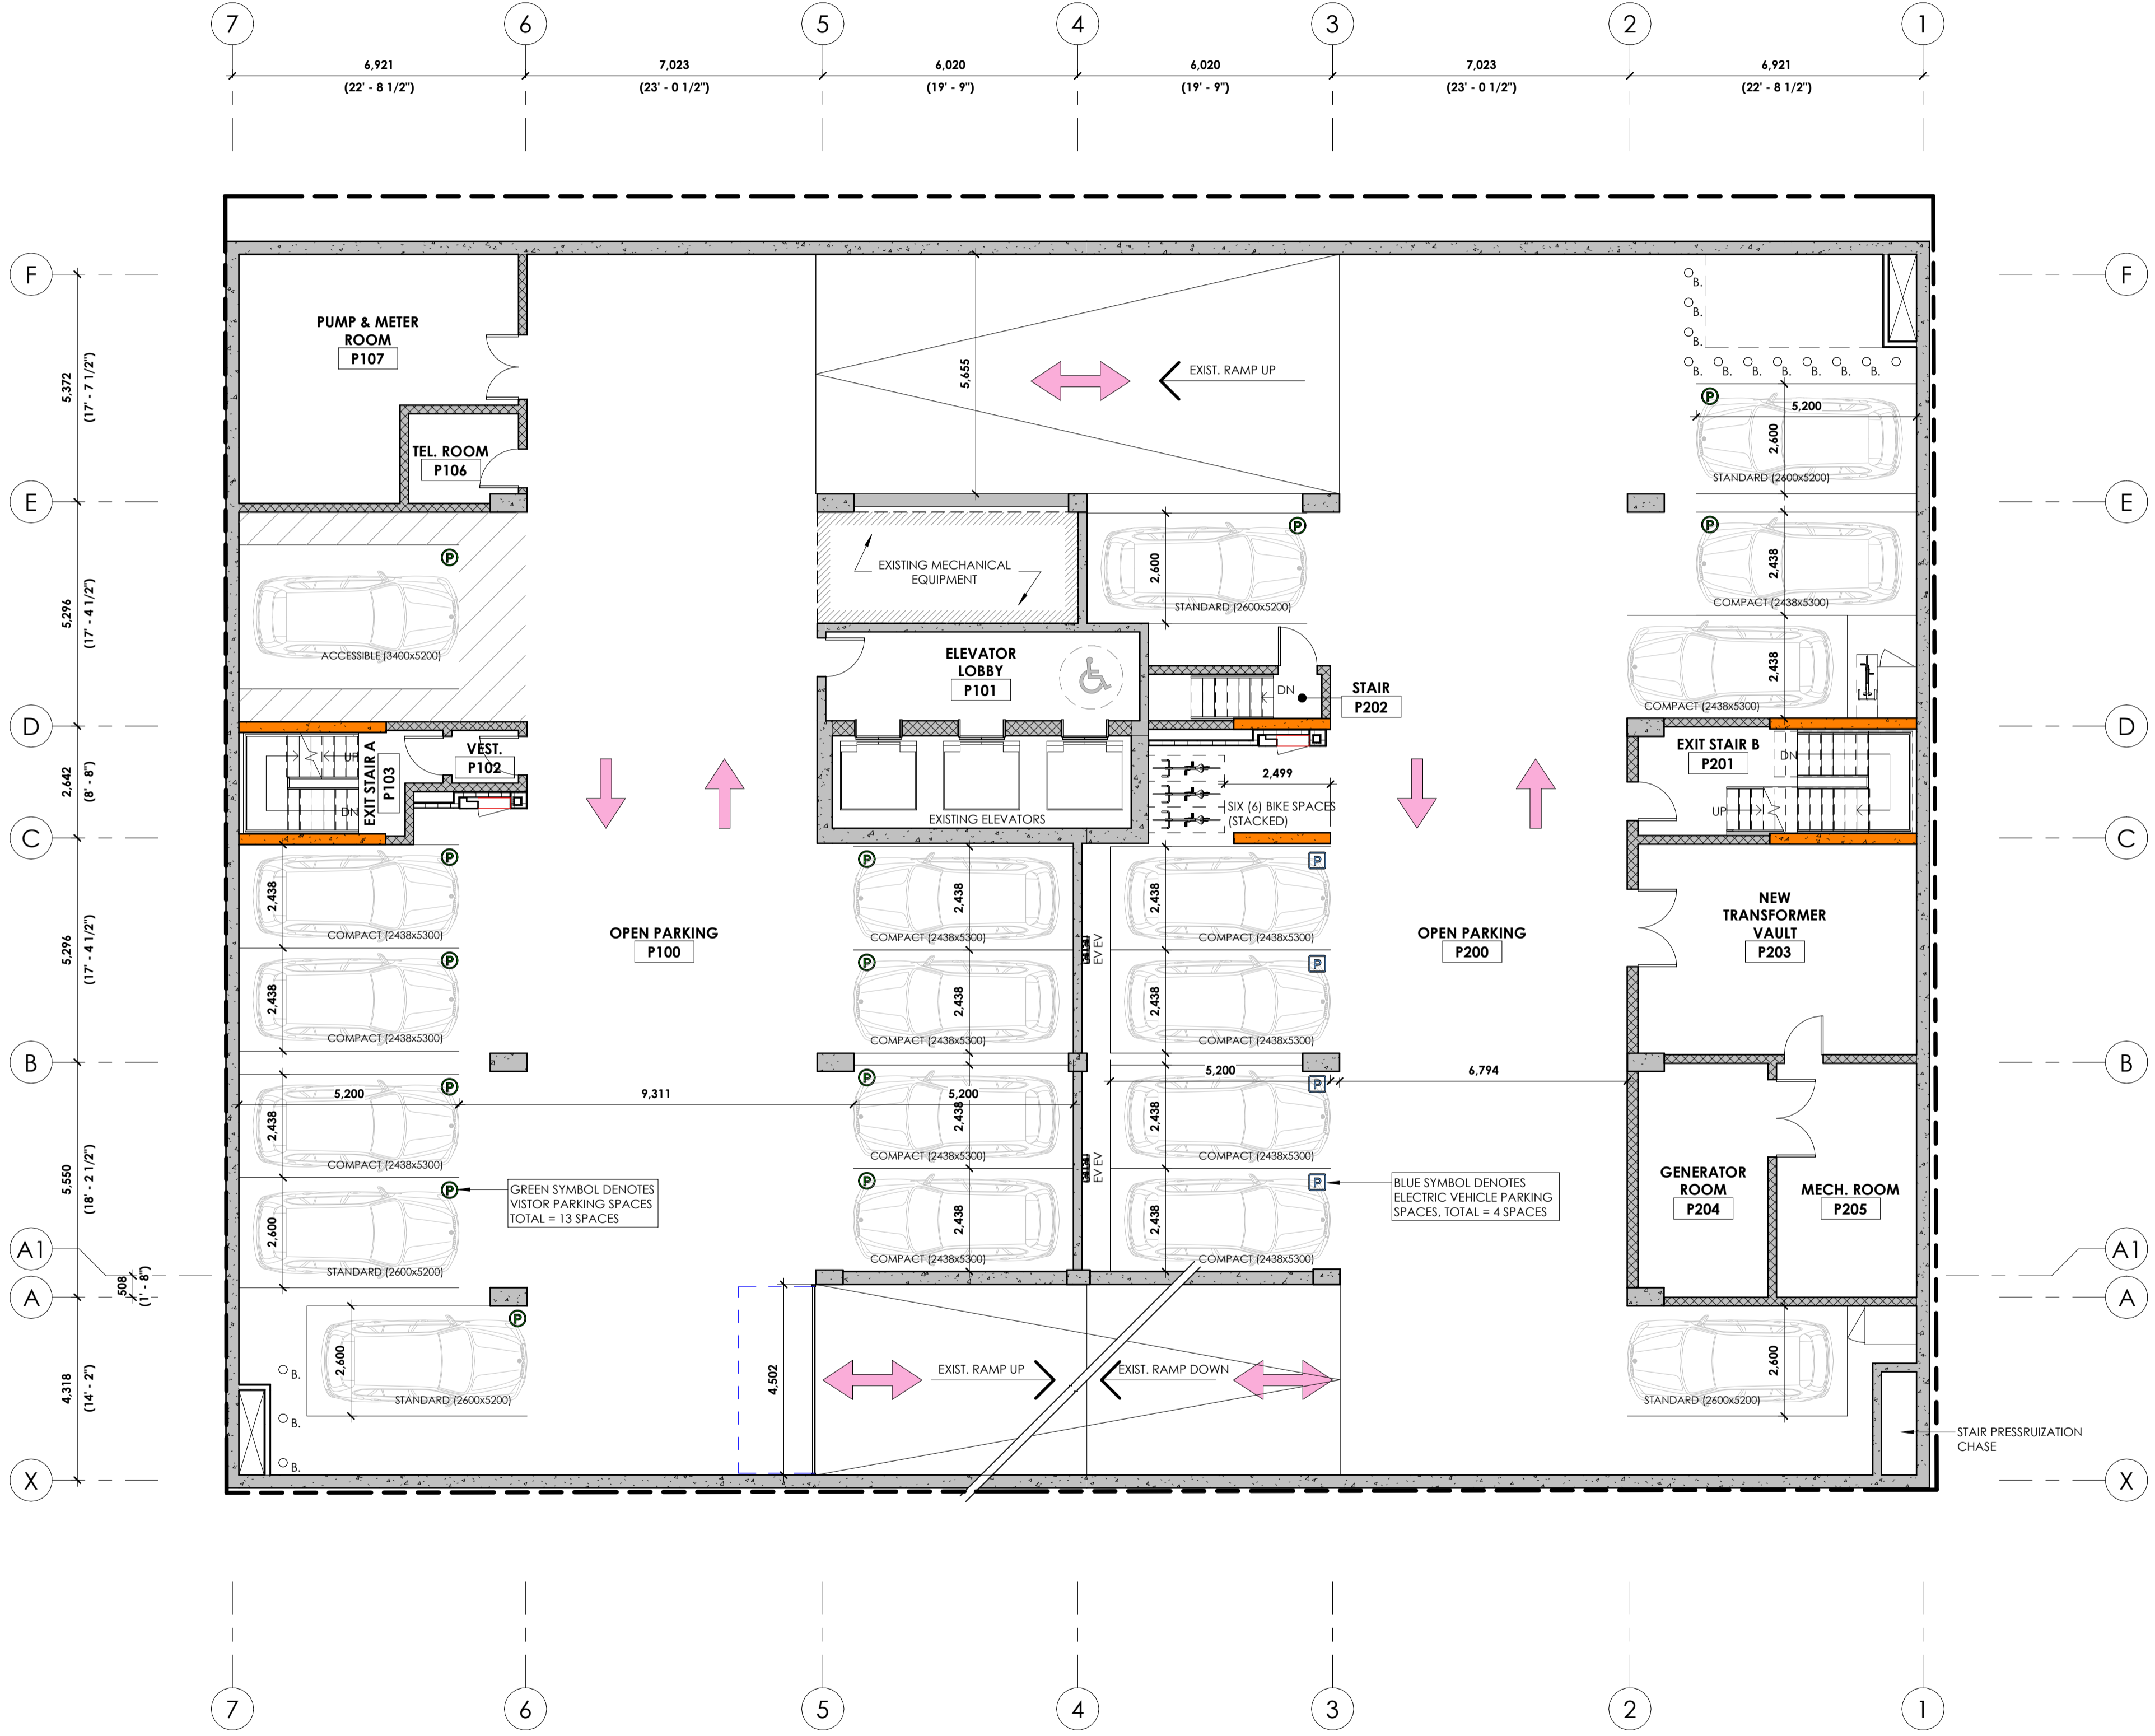 7 6 5 4 3 2 1
6,921 7,023 6,020 6,020 7,023 6,921
(22' - 8 1/2") (23' - 0 1/2") (19' - 9") (19' - 9") (23' - 0 1/2") (22' - 8 1/2")
F
F
5,372
(17' - 7 1/2")
PUMP & METER
ROOM
P107
TEL. ROOM
P106
5,655
EXIST. RAMP UP
B.
B.
B.
B. B. B. B. B. B. B.
P
5,200
2,600
STANDARD (2600x5200)
E
E
5,296
(17' - 4 1/2")
P
ACCESSIBLE (3400x5200)
EXISTING MECHANICAL
EQUIPMENT
P
2,600
STANDARD (2600x5200)
P
2,438
COMPACT (2438x5300)
2,438
COMPACT (2438x5300)
ELEVATOR
LOBBY
P101
DN
STAIR
P202
D
D
2,642
(8' - 8")
UP
DN
EXIT STAIR A
P103
VEST.
P102
EXISTING ELEVATORS
2,499
SIX (6) BIKE SPACES
(STACKED)
EXIT STAIR B
P201
DN
UP
C
C
5,296
(17' - 4 1/2")
P
2,438
COMPACT (2438x5300)
P
2,438
COMPACT (2438x5300)
OPEN PARKING
P100
P
2,438
COMPACT (2438x5300)
P
2,438
COMPACT (2438x5300)
EV EV
P
2,438
COMPACT (2438x5300)
P
2,438
COMPACT (2438x5300)
OPEN PARKING
P200
NEW
TRANSFORMER
VAULT
P203
B
B
5,550
(18' - 2 1/2")
P
5,200
9,311
5,200
5,200
6,794
2,438
COMPACT (2438x5300)
P
2,600
STANDARD (2600x5200)
GREEN SYMBOL DENOTES
VISTOR PARKING SPACES
TOTAL = 13 SPACES
P
2,438
COMPACT (2438x5300)
P
2,438
COMPACT (2438x5300)
EV EV
P
2,438
COMPACT (2438x5300)
P
2,438
COMPACT (2438x5300)
BLUE SYMBOL DENOTES
ELECTRIC VEHICLE PARKING
SPACES, TOTAL = 4 SPACES
GENERATOR
ROOM
P204
MECH. ROOM
P205
A1
A1
508
(1' - 8")
A
A
4,318
(14' - 2")
P
2,600
STANDARD (2600x5200)
B.
B.
B.
4,502
EXIST. RAMP UP
EXIST. RAMP DOWN
2,600
STANDARD (2600x5200)
STAIR PRESSRUIZATION
CHASE
X
X
7 6 5 4 3 2 1